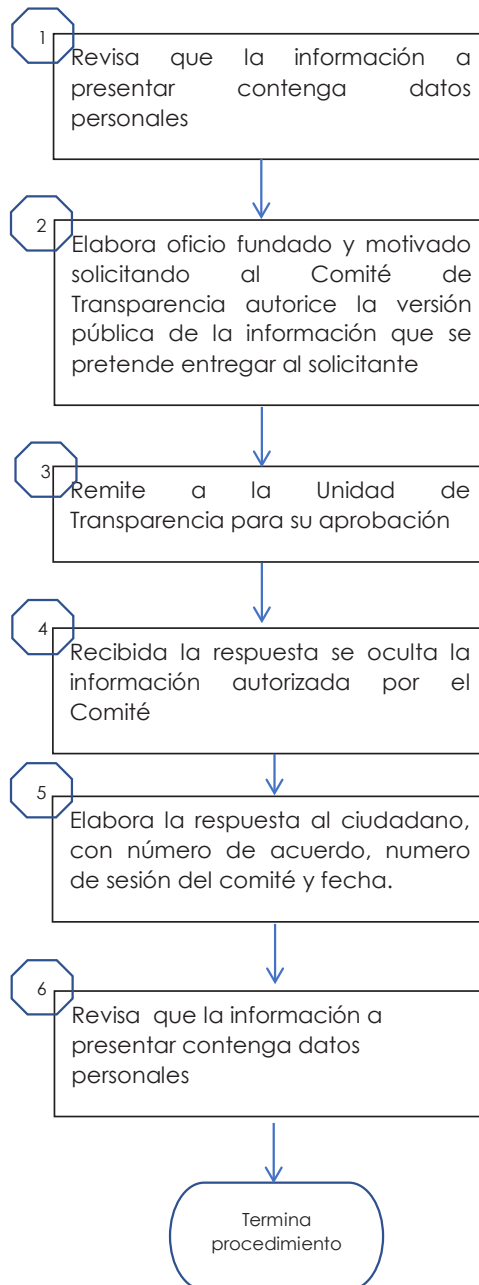 1
Revisa que la información a
presentar contenga datos
personales
2
Elabora oficio fundado y motivado
solicitando al Comité de
Transparencia autorice la versión
pública de la información que se
pretende entregar al solicitante
3
Remite a la Unidad de
Transparencia para su aprobación
4
Recibida la respuesta se oculta la
información autorizada por el
Comité
5
Elabora la respuesta al ciudadano,
con número de acuerdo, numero
de sesión del comité y fecha.
6
Revisa que la información a
presentar contenga datos
personales
Termina
procedimiento